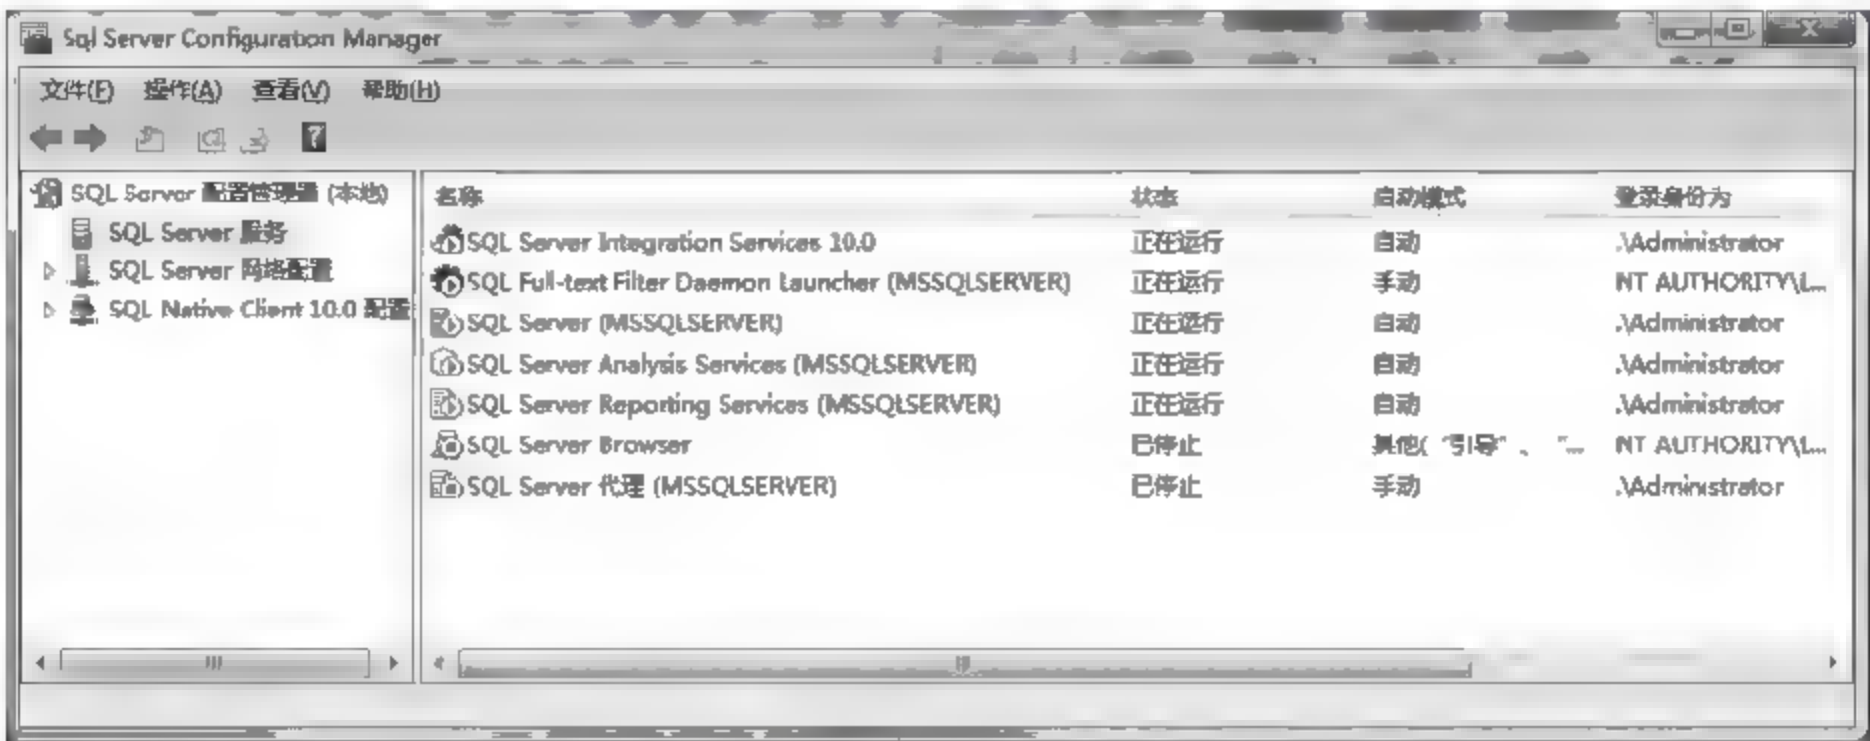 Sql Server Configuration Manager
文件(F) 操作(A) 查看(V) 帮助(H)
SQL Server 配置管理器 (本地)
SQL Server 服务
SQL Server 网络配置
SQL Native Client 10.0 配置
名称 状态 启动模式 登录身份为
SQL Server Integration Services 10.0 正在运行 自动 .\Administrator
SQL Full-text Filter Daemon Launcher (MSSQLSERVER) 正在运行 手动 NT AUTHORITY\L...
SQL Server (MSSQLSERVER) 正在运行 自动 .\Administrator
SQL Server Analysis Services (MSSQLSERVER) 正在运行 自动 .\Administrator
SQL Server Reporting Services (MSSQLSERVER) 正在运行 自动 .\Administrator
SQL Server Browser 已停止 其他("引导"、"... NT AUTHORITY\L...
SQL Server 代理 (MSSQLSERVER) 已停止 手动 .\Administrator